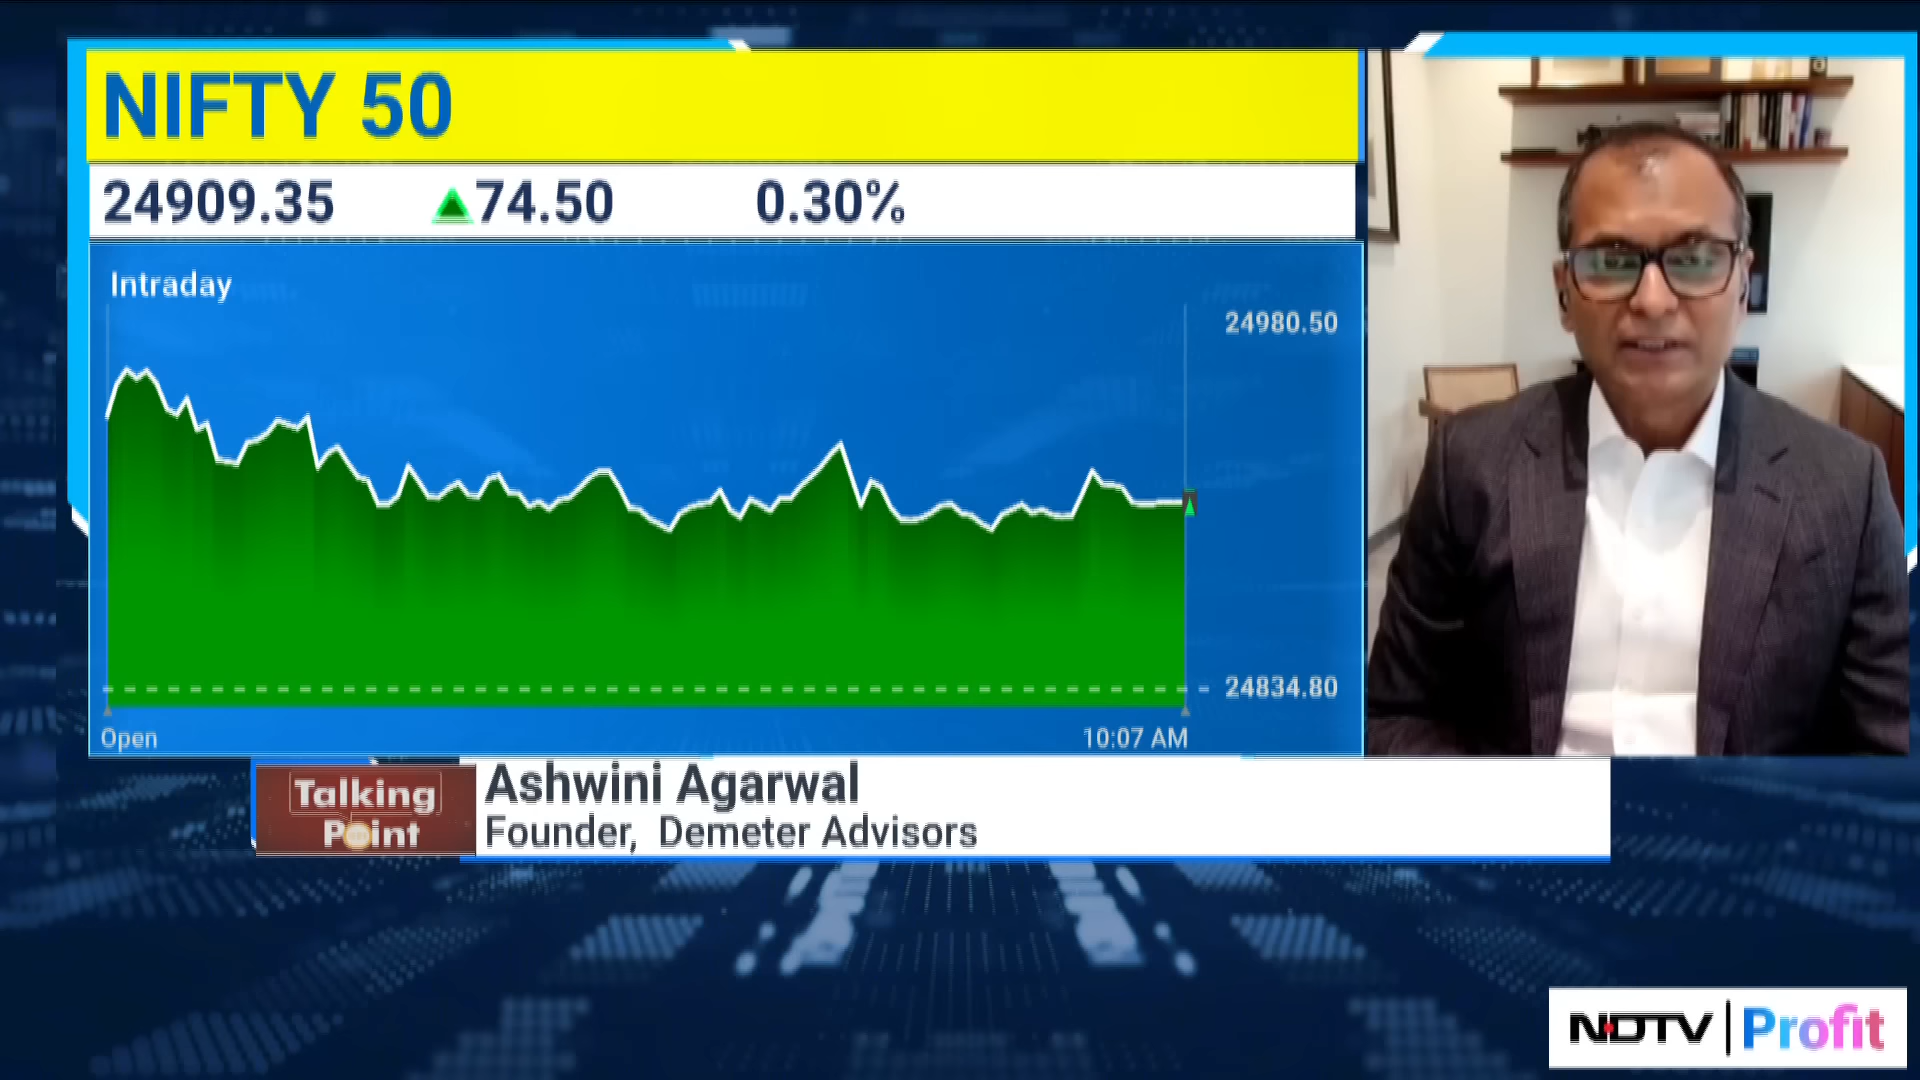 NIFTY 50
24909.35 74.50 0.30%
Intraday
24980.50
24834.80
Open 10:07 AM
Talking
Point
Ashwini Agarwal
Founder, Demeter Advisors
NDTV | Profit